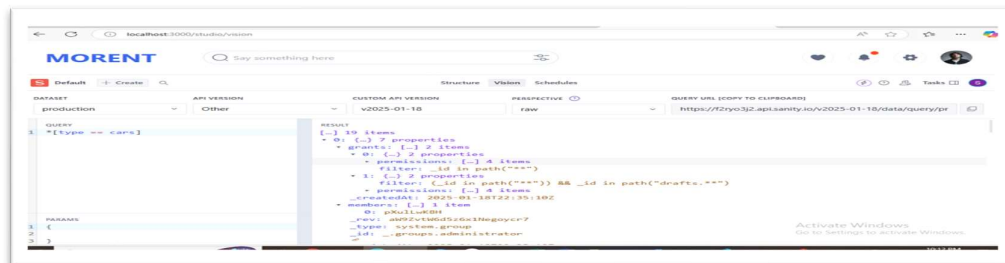 localhost:3000/studio/vision
MORENT
Say something here
S Default + Create
Structure Vision Schedules
Tasks S
DATASET API VERSION CUSTOM API VERSION PERSPECTIVE QUERY URL [COPY TO CLIPBOARD]
production Other v2025-01-18 raw https://f2ryo3j2.api.sanity.io/v2025-01-18/data/query/pr
QUERY
1 *[type == cars]
RESULT
[…] 19 items
0: {…} 7 properties
grants: […] 2 items
0: {…} 2 properties
permissions: […] 4 items
filter: _id in path("**")
1: {…} 2 properties
filter: (_id in path("**")) && _id in path("drafts.**")
permissions: […] 4 items
_createdAt: 2025-01-18T22:35:10Z
members: […] 1 item
0: pXulLwKBH
_type: system.group
_id: _.groups.administrator
PARAMS
1 {
2
3 }
Activate Windows
Go to Settings to activate Windows.
10:12 PM